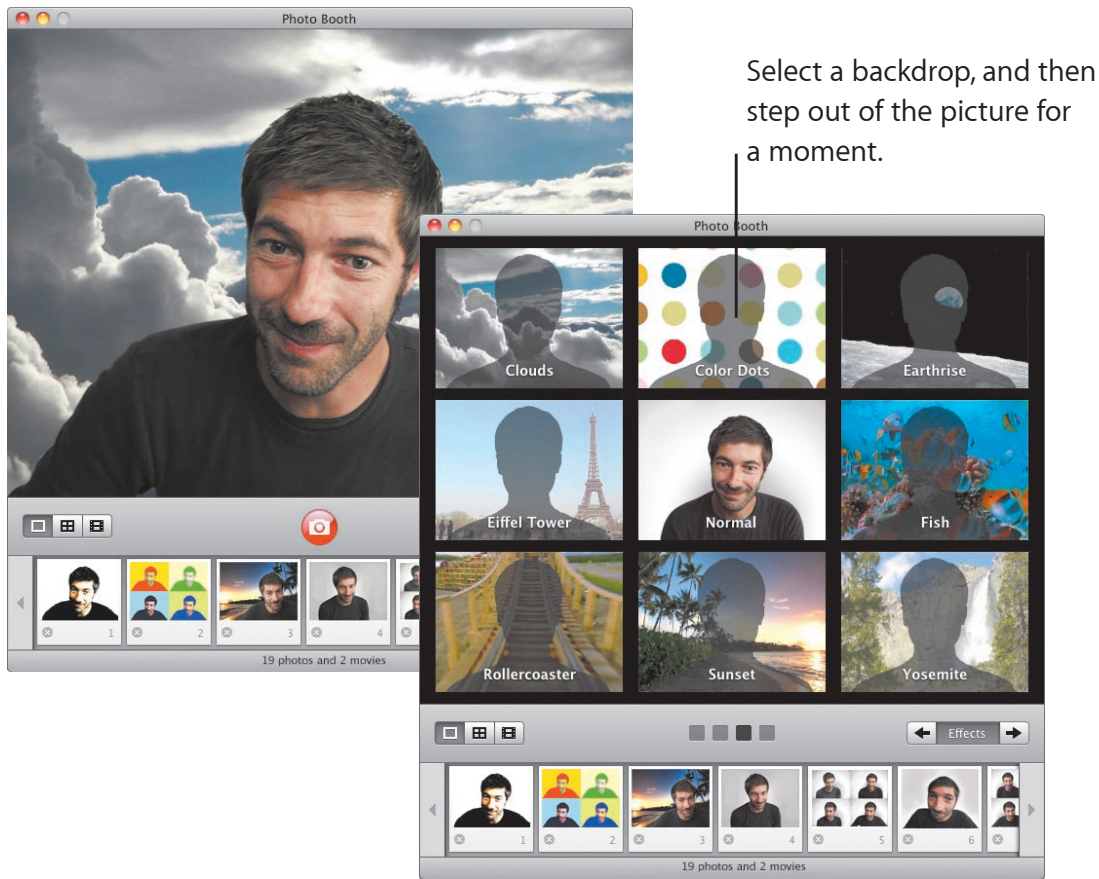 Photo Booth
Select a backdrop, and then
step out of the picture for
a moment.
1
2
3
4
19 photos and 2 movies
Photo Booth
Clouds
Color Dots
Earthrise
Eiffel Tower
Normal
Fish
Rollercoaster
Sunset
Yosemite
Effects
1
2
3
4
5
6
19 photos and 2 movies